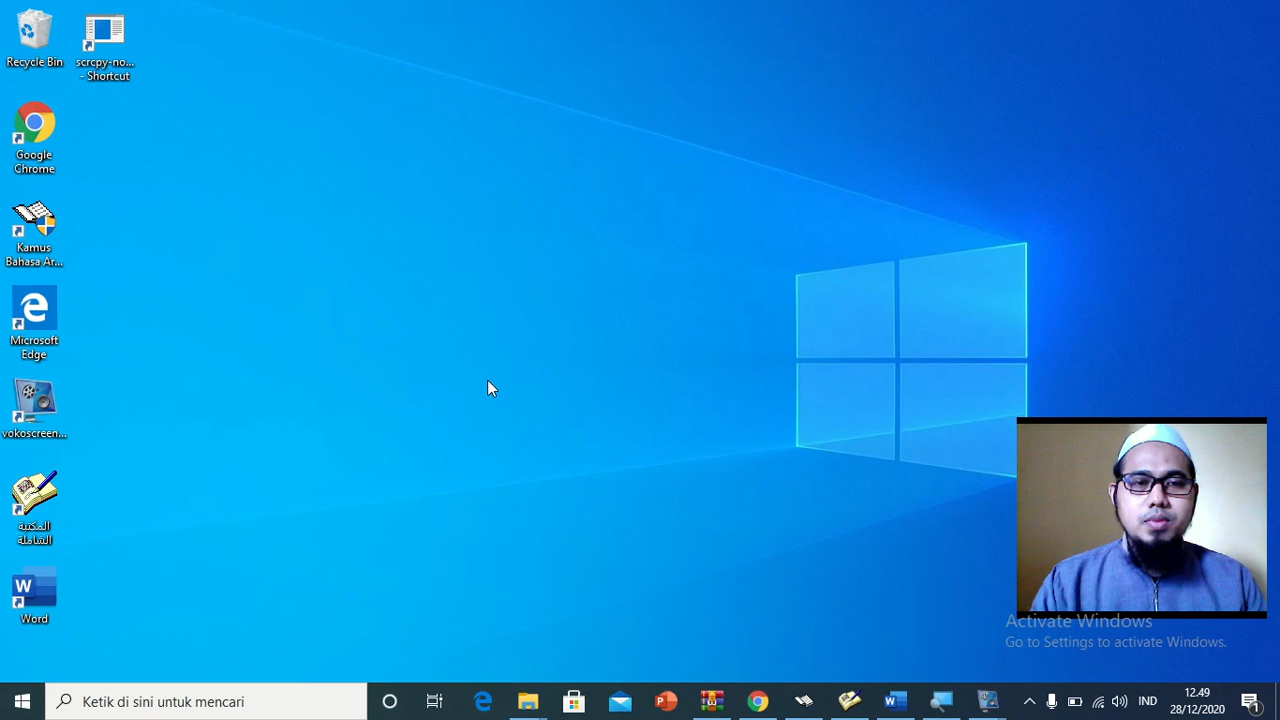 Recycle Bin
scrcpy-no...
- Shortcut
Google
Chrome
Kamus
Bahasa Ar...
Microsoft
Edge
vokoscreen...
المكتبة
الشاملة
W
Word
Activate Windows
Go to Settings to activate Windows.
Ketik di sini untuk mencari
IND
12.49
28/12/2020
1